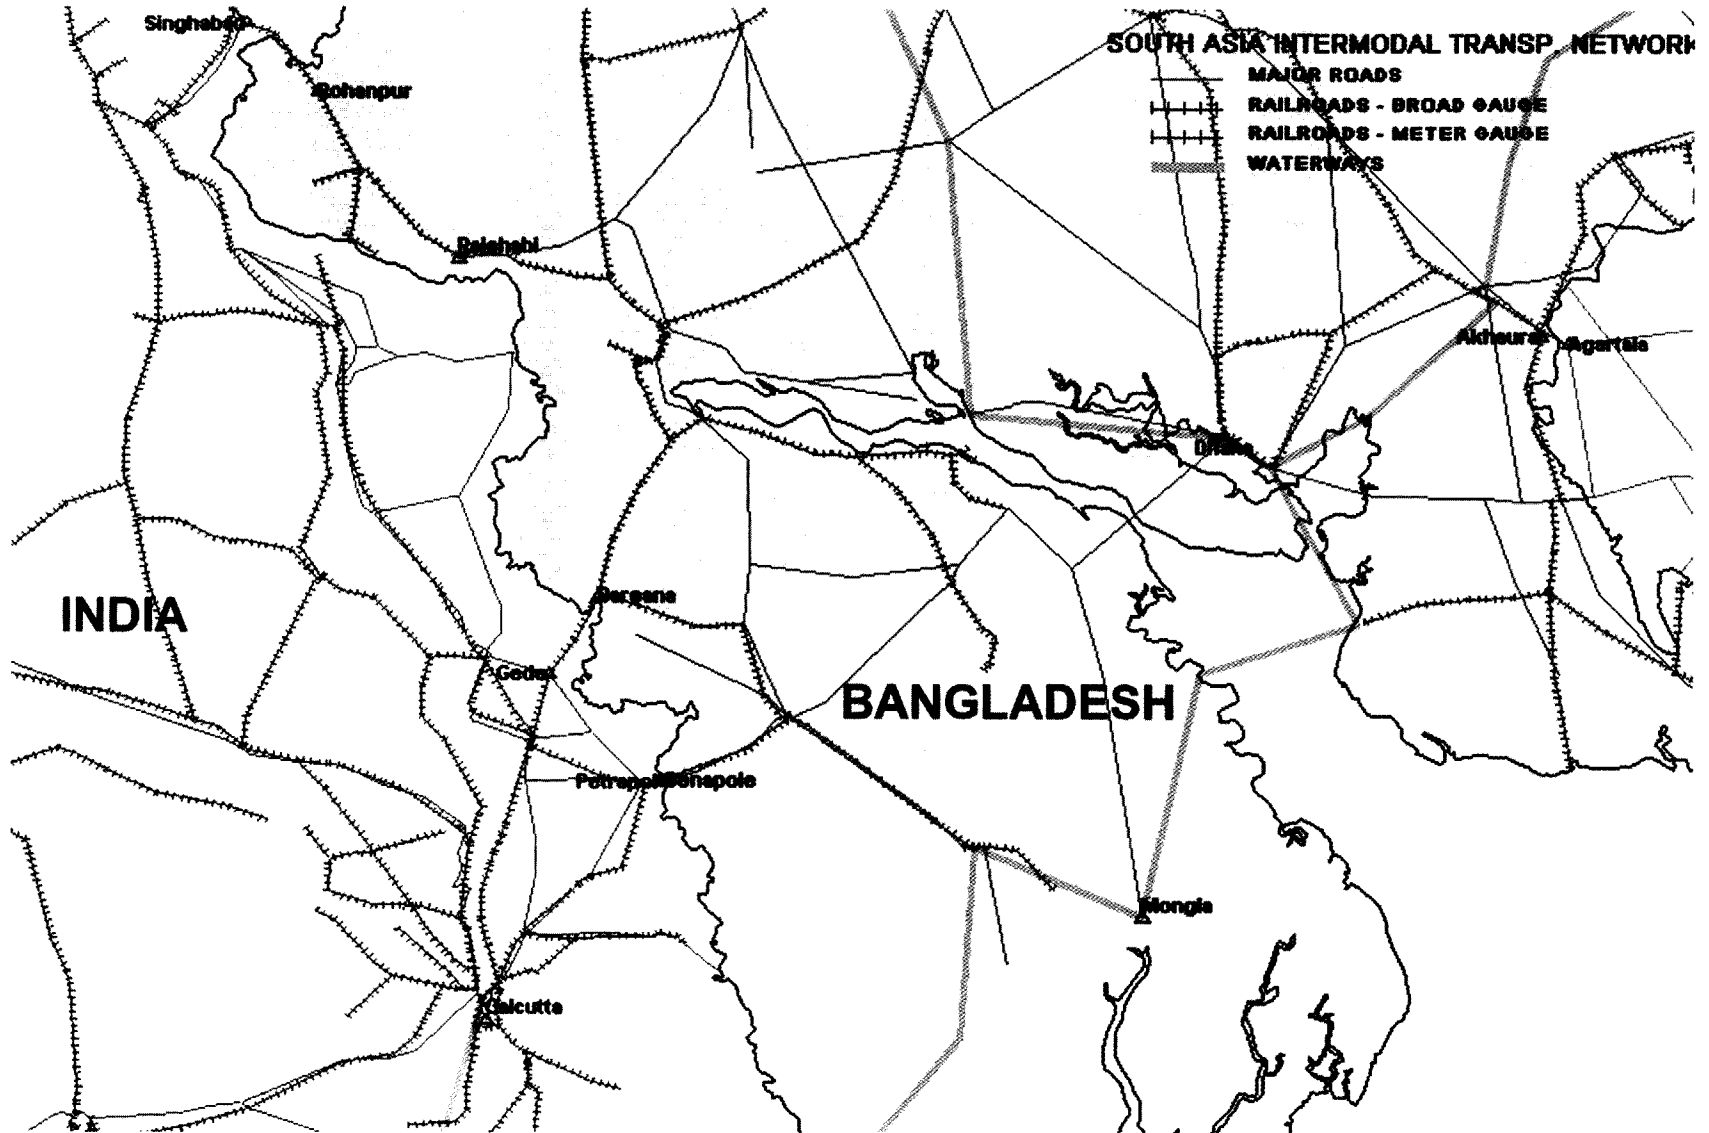 Singhabad
SOUTH ASIA INTERMODAL TRANSP. NETWORK
MAJOR ROADS
Rohanpur
RAILROADS - BROAD GAUGE
RAILROADS - METER GAUGE
WATERWAYS
Rajshahi
Akhaura
Agartala
Dhaka
INDIA
Darsana
Gede
BANGLADESH
Petrapole
Benapole
Mongla
Calcutta